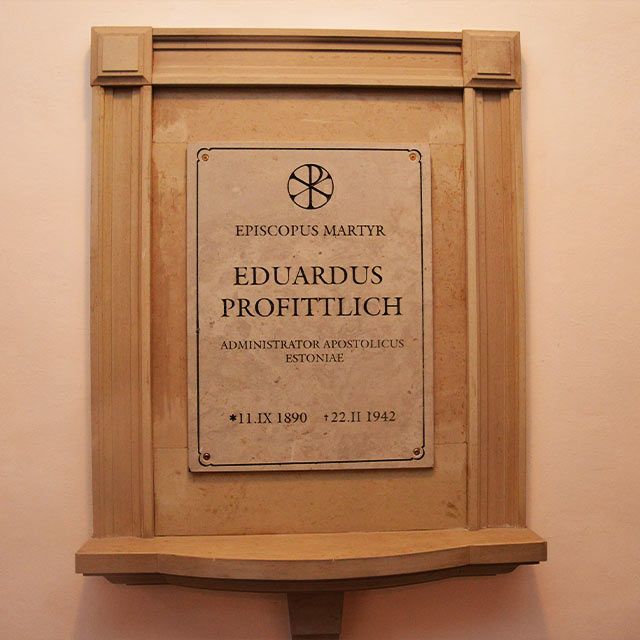 EPISCOPUS MARTYR
EDUARDUS
PROFITTLICH
ADMINISTRATOR APOSTOLICUS
ESTONIAE
*11.IX 1890 †22.II 1942